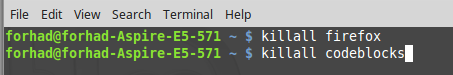 File Edit View Search Terminal Help
forhad@forhad-Aspire-E5-571 ~ $ killall firefox
forhad@forhad-Aspire-E5-571 ~ $ killall codeblocks